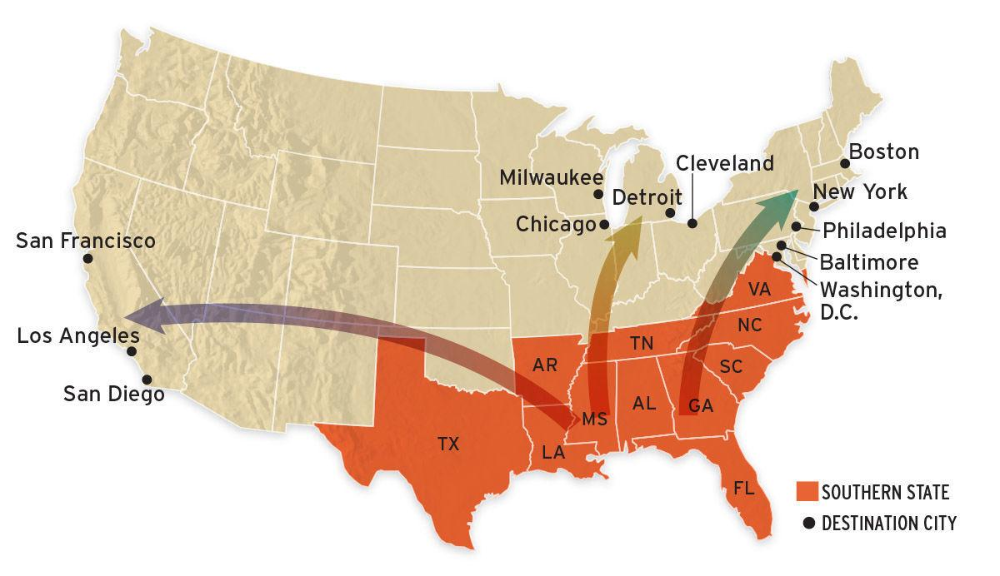 Cleveland
Boston
Milwaukee
Detroit
New York
Chicago
Philadelphia
San Francisco
Baltimore
Washington,
D.C.
VA
NC
Los Angeles
TN
AR
SC
San Diego
MS
AL
GA
TX
LA
FL
SOUTHERN STATE
DESTINATION CITY